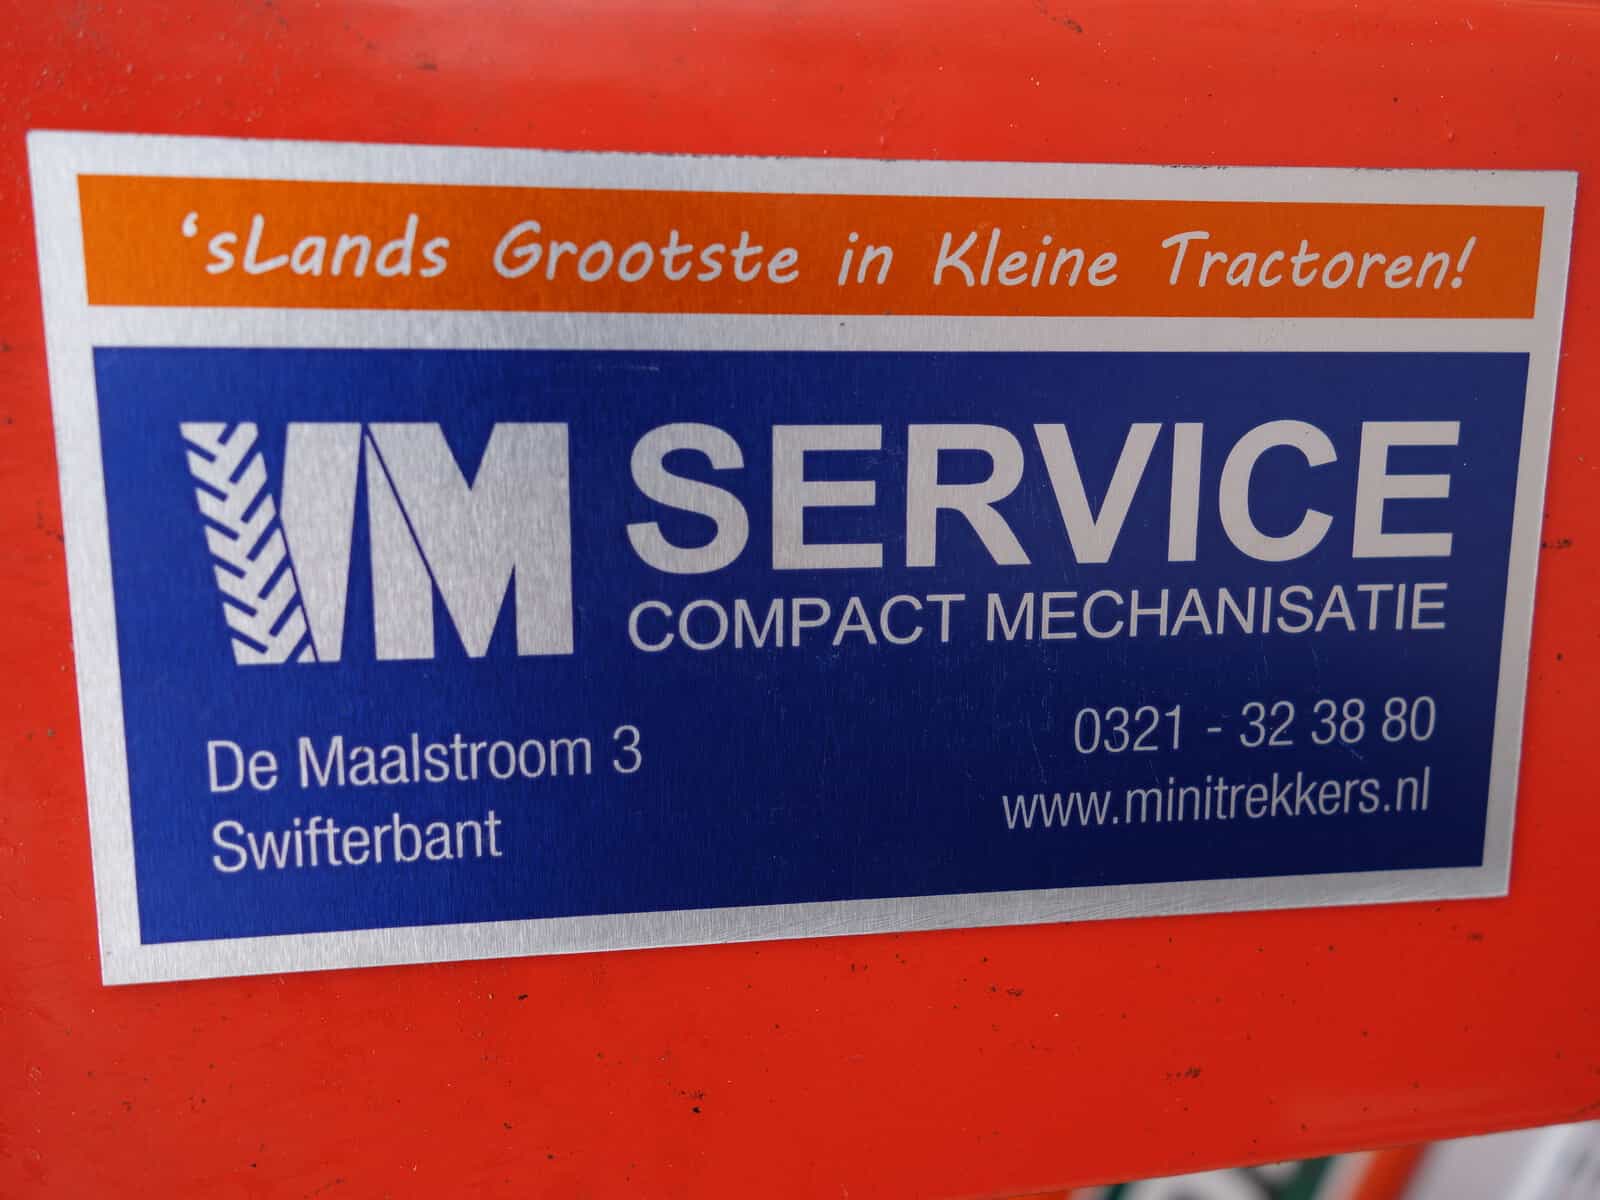 ‘sLands Grootste in Kleine Tractoren!
VM SERVICE
COMPACT MECHANISATIE
De Maalstroom 3
Swifterbant
0321 - 32 38 80
www.minitrekkers.nl